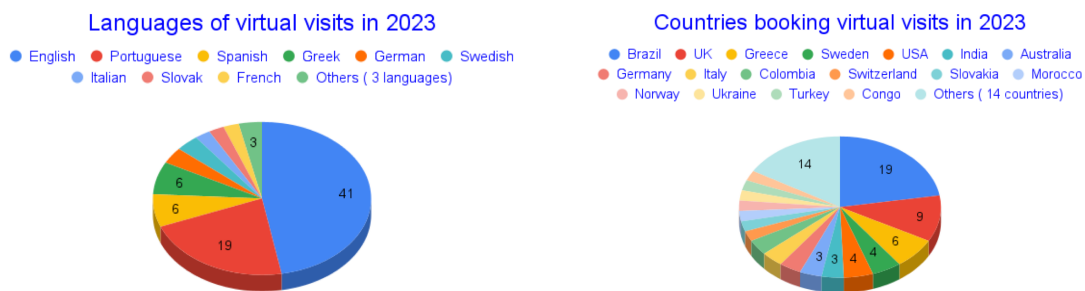 Languages of virtual visits in 2023
English Portuguese Spanish Greek German Swedish
Italian Slovak French Others ( 3 languages)
3
6
6
19
41
Countries booking virtual visits in 2023
Brazil UK Greece Sweden USA India Australia
Germany Italy Colombia Switzerland Slovakia Morocco
Norway Ukraine Turkey Congo Others ( 14 countries)
14
19
9
6
4
4
3
3